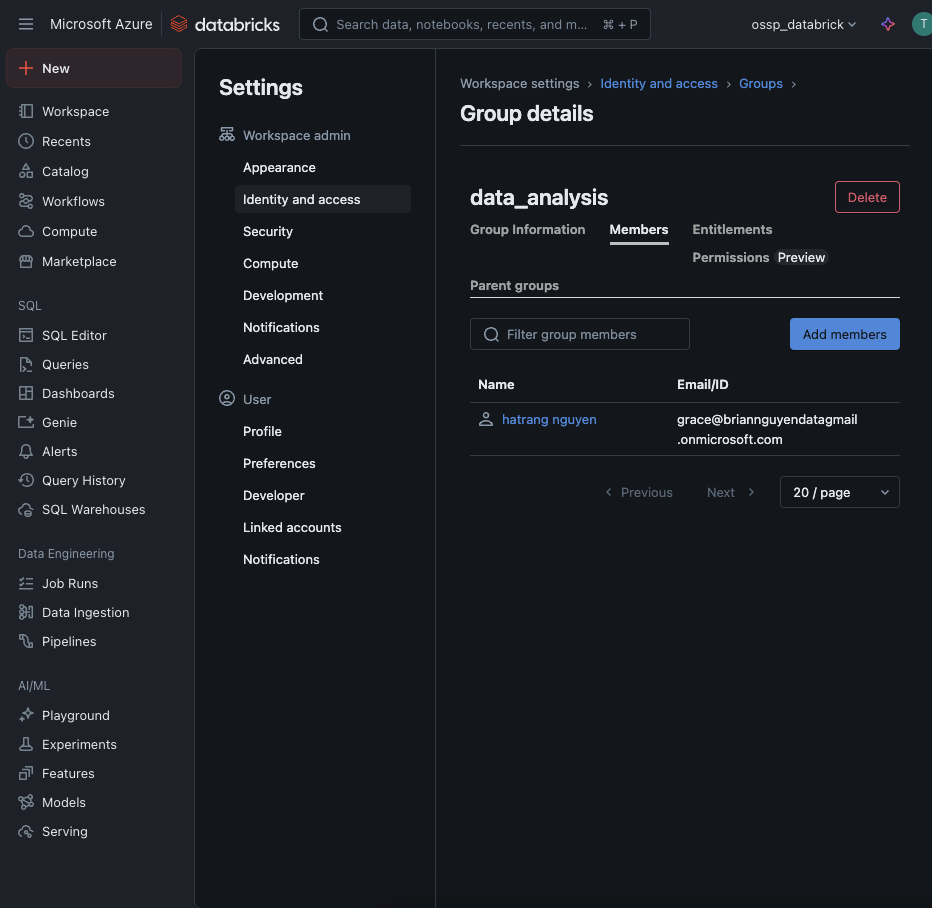 Microsoft Azure
databricks
Search data, notebooks, recents, and m...
⌘ + P
ossp_databrick
T
New
Workspace
Recents
Catalog
Workflows
Compute
Marketplace
SQL
SQL Editor
Queries
Dashboards
Genie
Alerts
Query History
SQL Warehouses
Data Engineering
Job Runs
Data Ingestion
Pipelines
AI/ML
Playground
Experiments
Features
Models
Serving
Settings
Workspace admin
Appearance
Identity and access
Security
Compute
Development
Notifications
Advanced
User
Profile
Preferences
Developer
Linked accounts
Notifications
Workspace settings › Identity and access › Groups ›
Group details
data_analysis
Delete
Group Information
Members
Entitlements
Permissions Preview
Parent groups
Filter group members
Add members
Name Email/ID
hatrang nguyen grace@briannguyendatagmail
.onmicrosoft.com
Previous
Next
20 / page